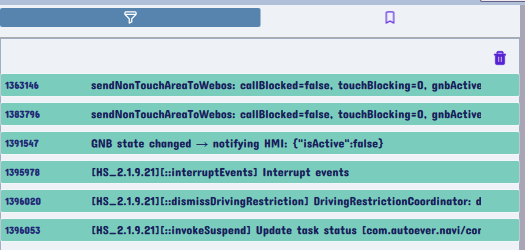 1363146 sendNonTouchAreaToWebos: callBlocked=false, touchBlocking=0, gnbActive
1383796 sendNonTouchAreaToWebos: callBlocked=false, touchBlocking=0, gnbActive
1391547 GNB state changed → notifying HMI: {"isActive":false}
1395978 [HS_2.1.9.21][::interruptEvents] Interrupt events
1396020 [HS_2.1.9.21][::dismissDrivingRestriction] DrivingRestrictionCoordinator: d
1396053 [HS_2.1.9.21][::invokeSuspend] Update task status [com.autoever.navi/cor